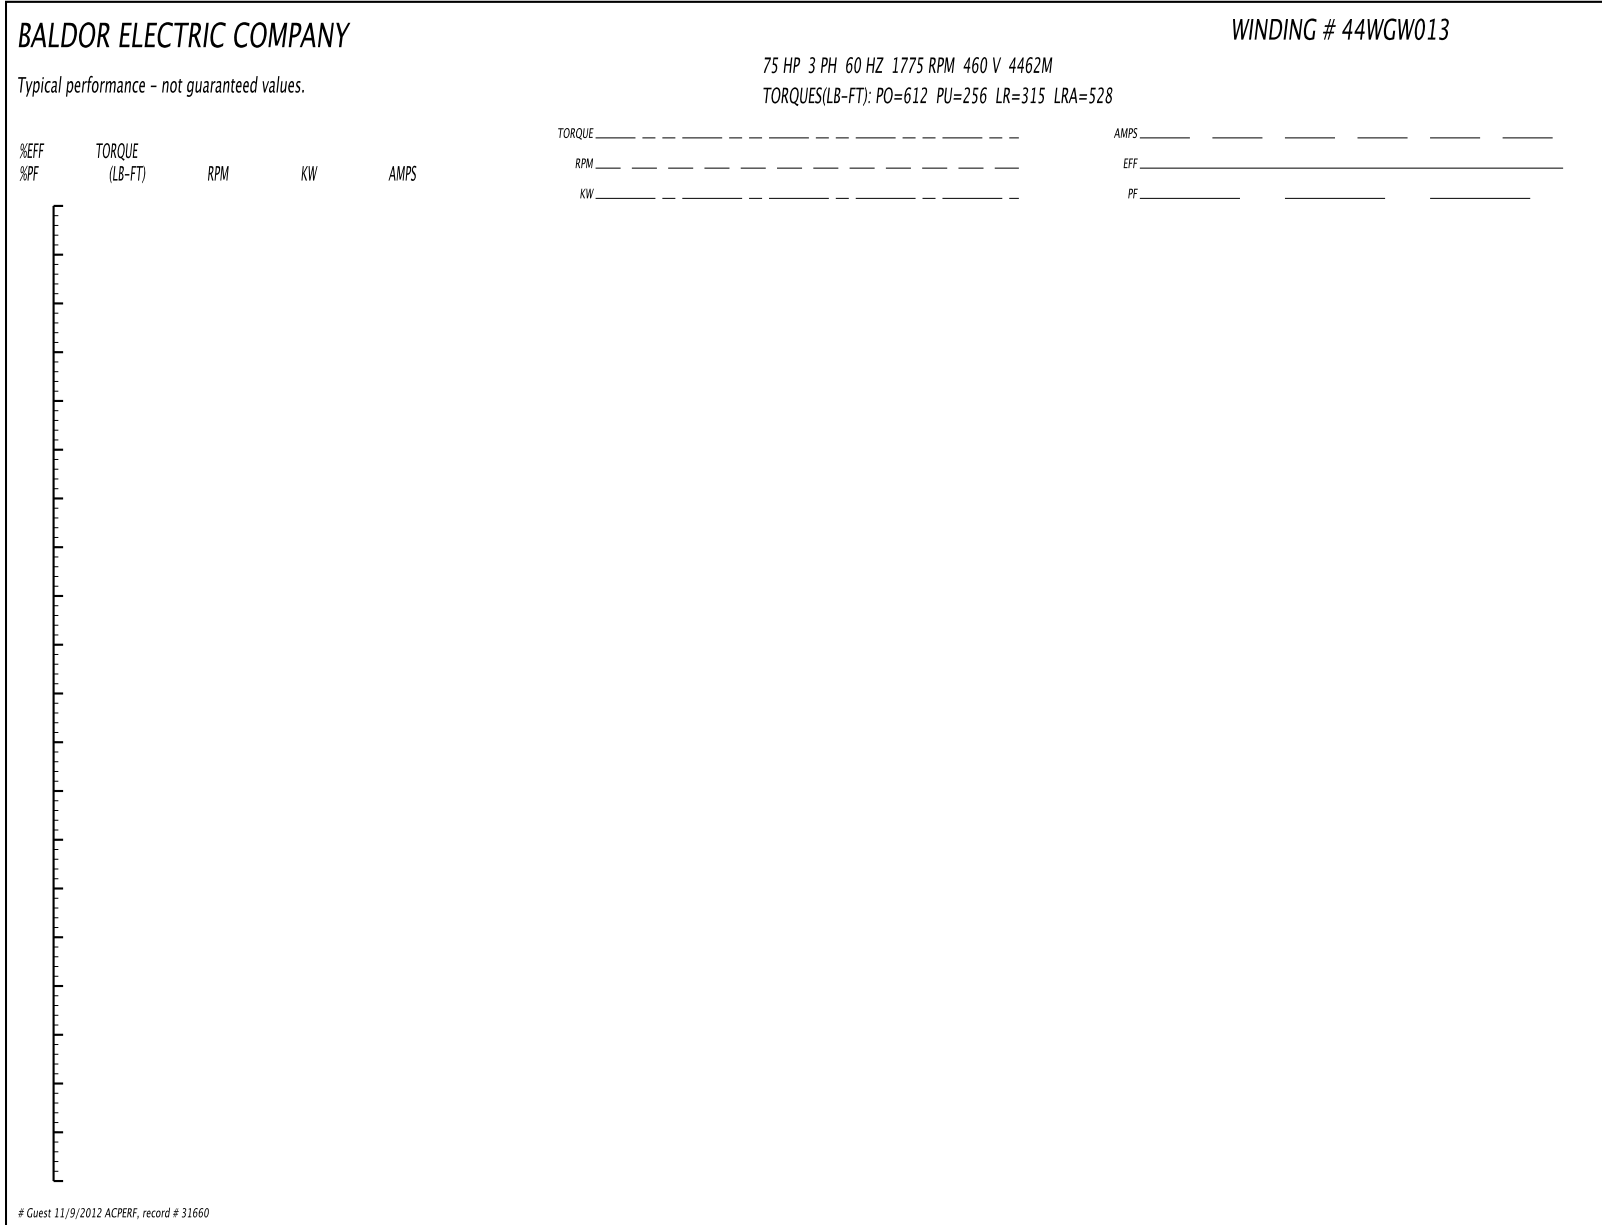 BALDOR ELECTRIC COMPANY
WINDING # 44WGW013
Typical performance - not guaranteed values.
75 HP 3 PH 60 HZ 1775 RPM 460 V 4462M
TORQUES(LB-FT): PO=612 PU=256 LR=315 LRA=528
%EFF TORQUE
%PF (LB-FT) RPM KW AMPS
TORQUE
RPM
KW
AMPS
EFF
PF
# Guest 11/9/2012 ACPERF, record # 31660